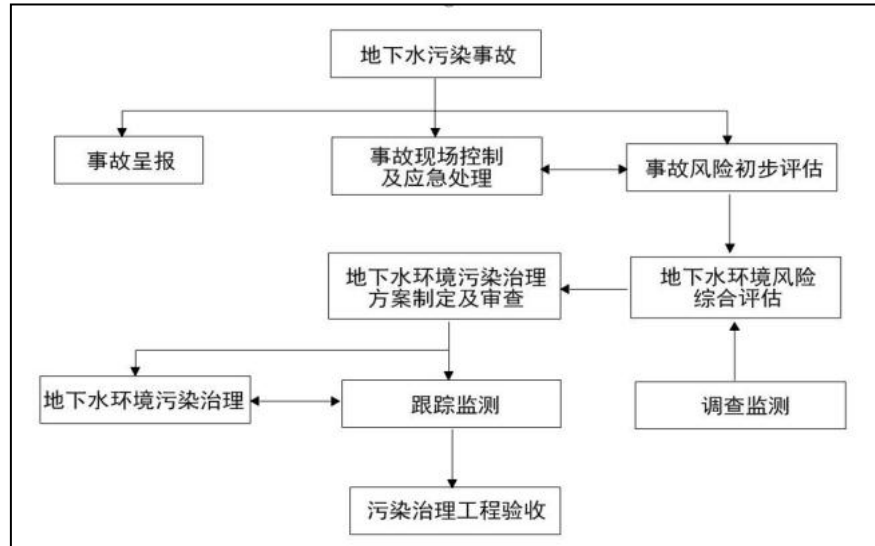 地下水污染事故
事故呈报
事故现场控制
及应急处理
事故风险初步评估
地下水环境污染治理
方案制定及审查
地下水环境风险
综合评估
地下水环境污染治理
跟踪监测
调查监测
污染治理工程验收